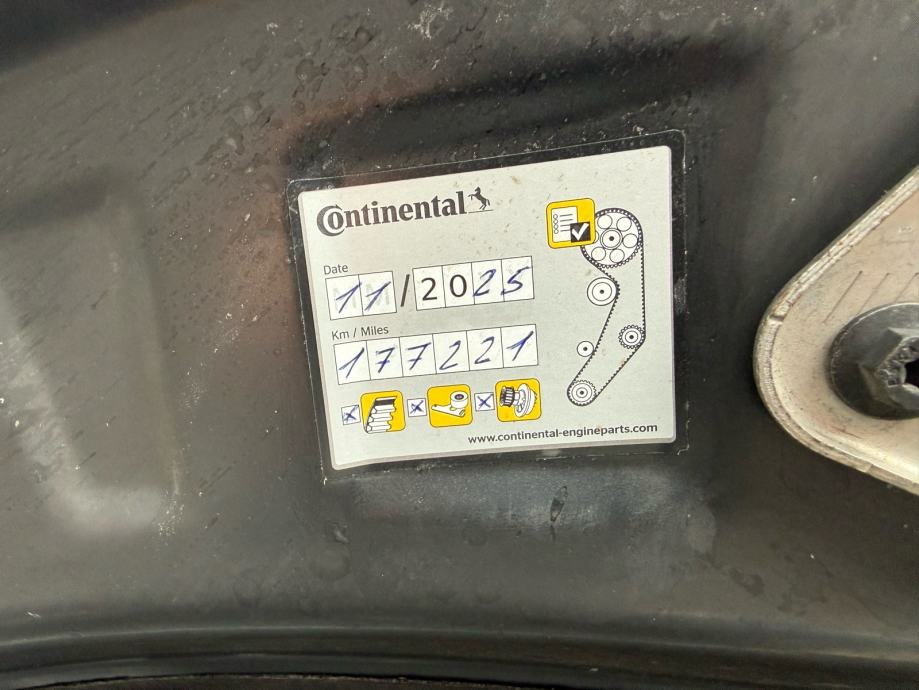 Continental
Date
11/2025
Km / Miles
177221
www.continental-engineparts.com